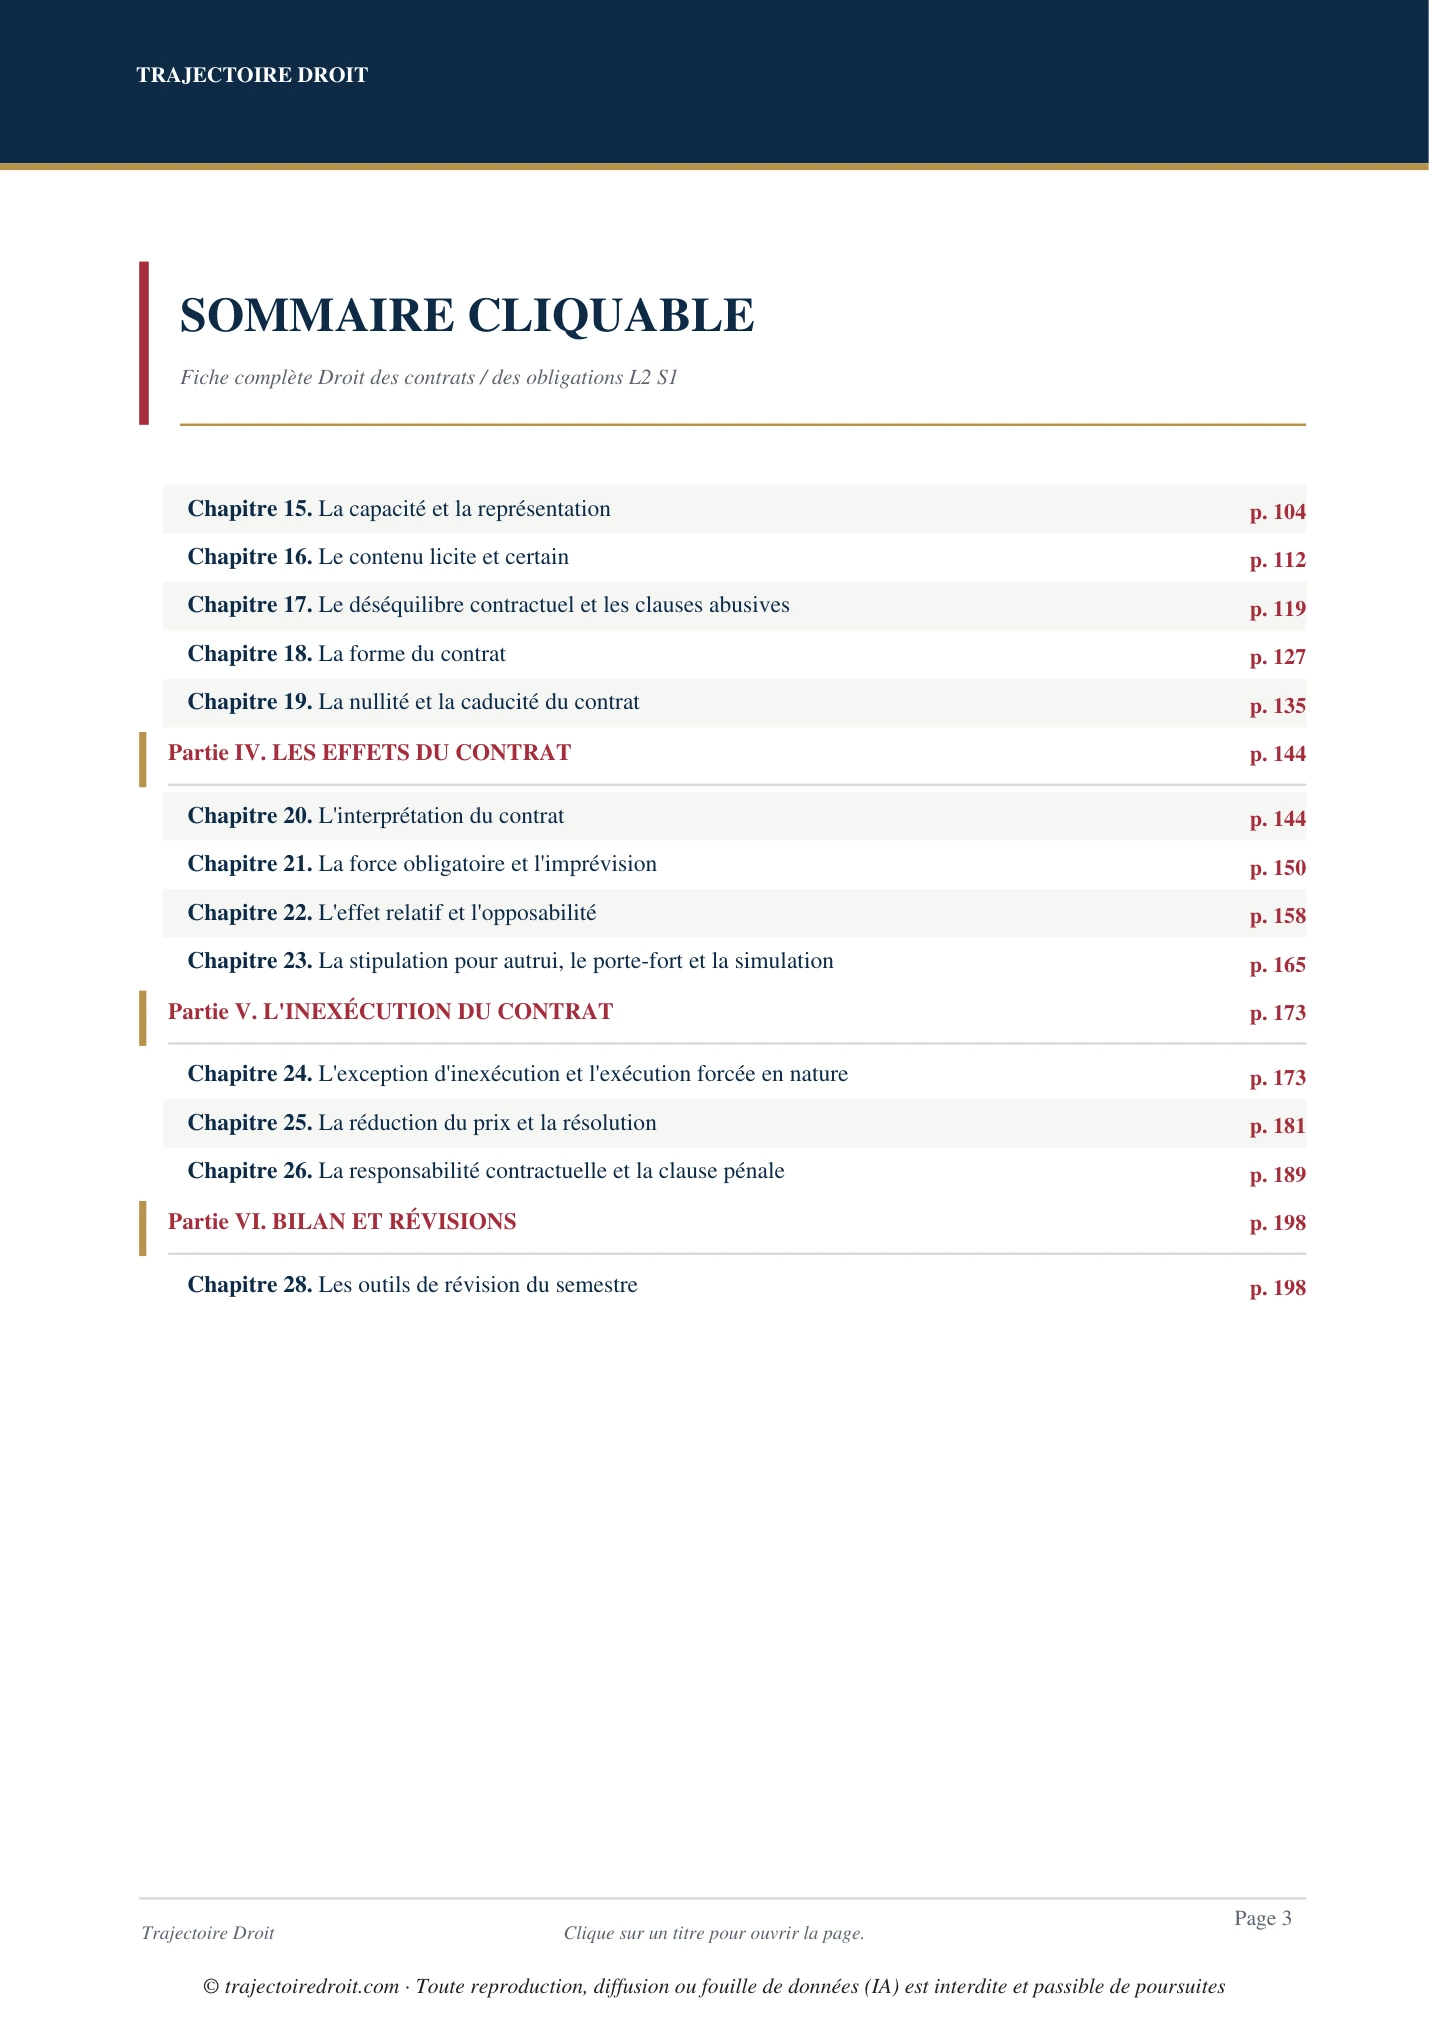 TRAJECTOIRE DROIT
SOMMAIRE CLIQUABLE
Fiche complète Droit des contrats / des obligations L2 S1
Chapitre 15. La capacité et la représentation p. 104
Chapitre 16. Le contenu licite et certain p. 112
Chapitre 17. Le déséquilibre contractuel et les clauses abusives p. 119
Chapitre 18. La forme du contrat p. 127
Chapitre 19. La nullité et la caducité du contrat p. 135
Partie IV. LES EFFETS DU CONTRAT p. 144
Chapitre 20. L'interprétation du contrat p. 144
Chapitre 21. La force obligatoire et l'imprévision p. 150
Chapitre 22. L'effet relatif et l'opposabilité p. 158
Chapitre 23. La stipulation pour autrui, le porte-fort et la simulation p. 165
Partie V. L'INEXÉCUTION DU CONTRAT p. 173
Chapitre 24. L'exception d'inexécution et l'exécution forcée en nature p. 173
Chapitre 25. La réduction du prix et la résolution p. 181
Chapitre 26. La responsabilité contractuelle et la clause pénale p. 189
Partie VI. BILAN ET RÉVISIONS p. 198
Chapitre 28. Les outils de révision du semestre p. 198
Trajectoire Droit Clique sur un titre pour ouvrir la page. Page 3
© trajectoiredroit.com · Toute reproduction, diffusion ou fouille de données (IA) est interdite et passible de poursuites